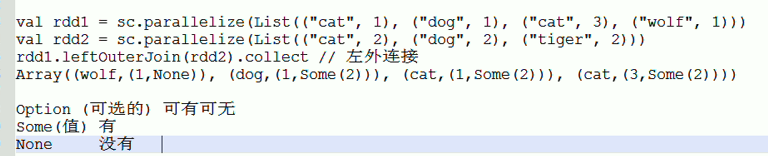 val rdd1 = sc.parallelize(List(("cat", 1), ("dog", 1), ("cat", 3), ("wolf", 1)))
val rdd2 = sc.parallelize(List(("cat", 2), ("dog", 2), ("tiger", 2)))
rdd1.leftOuterJoin(rdd2).collect // 左外连接
Array((wolf,(1,None)), (dog,(1,Some(2))), (cat,(1,Some(2))), (cat,(3,Some(2))))
Option (可选的) 可有可无
Some(值) 有
None 没有